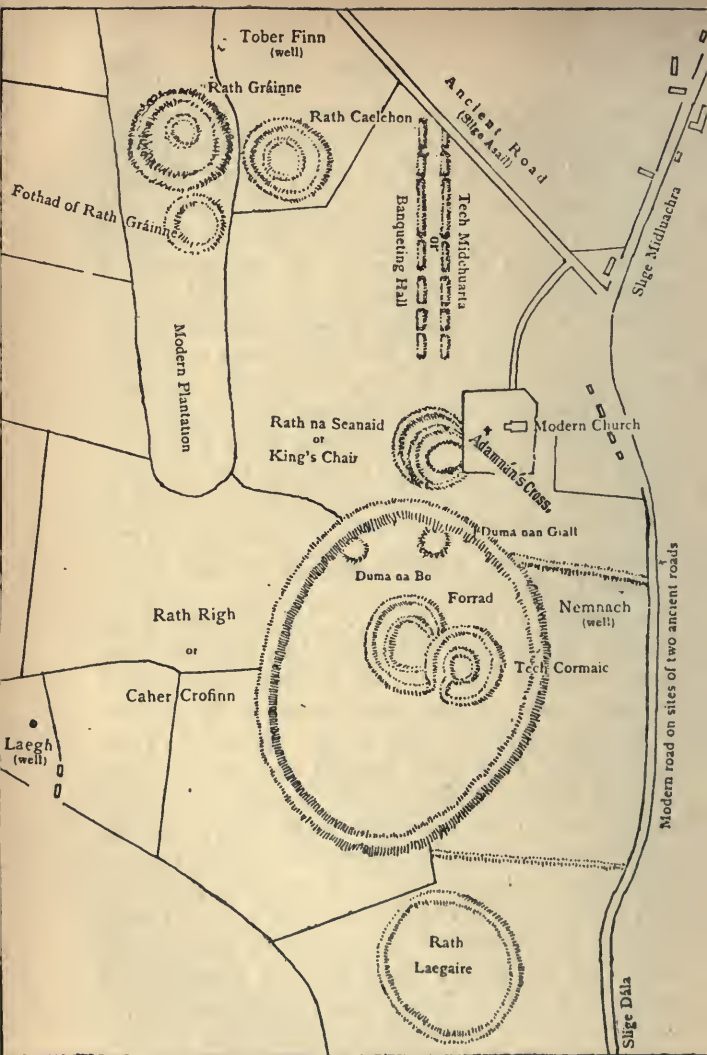 Tober Finn
(well)
Rath Gráinne
Rath Caelchon
Ancient Road
(Slige Asail)
Fothad of Rath Gráinne
Tech Midchuarta
or
Banqueting Hall
Slige Midluachra
Modern Plantation
Rath na Seanaid
or
King's Chair
Modern Church
Adamnán's Cross.
Duma nan Giall
Duma na Bo
Forrad
Nemnach
(well)
Rath Righ
or
Caher Crofinn
Tech Cormaic
Laegh
(well)
Modern road on sites of two ancient roads
Rath
Laegaire
Slige Dála